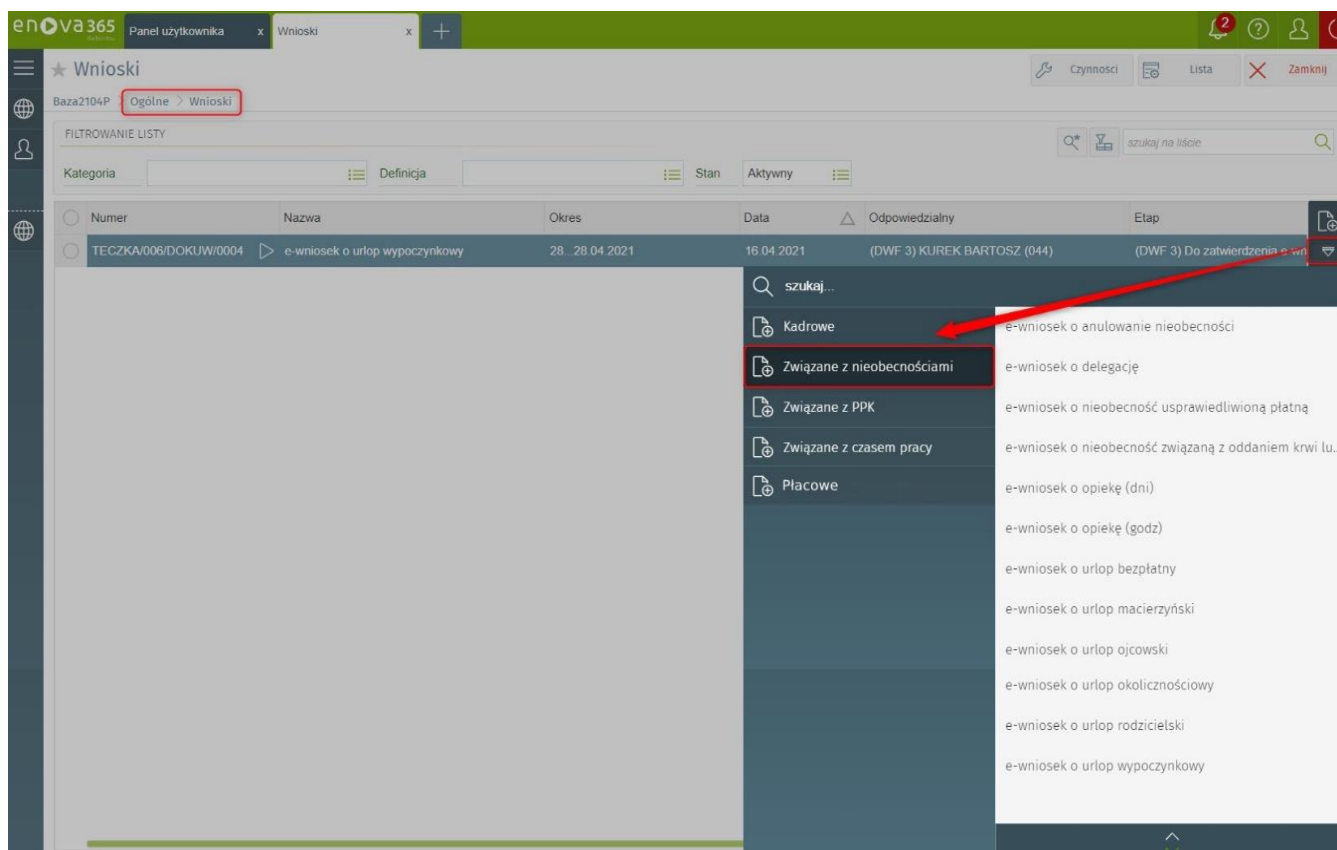 enova365
Panel użytkownika x Wnioski x
2
Wnioski
Czynności Lista Zamknij
Baza2104P > Ogólne > Wnioski
FILTROWANIE LISTY
szukaj na liście
Kategoria Definicja Stan Aktywny
Numer Nazwa Okres Data Odpowiedzialny Etap
TECZKA/006/DOKUW/0004 e-wniosek o urlop wypoczynkowy 28...28.04.2021 16.04.2021 (DWF 3) KUREK BARTOSZ (044) (DWF 3) Do zatwierdzenia e-wn
szukaj...
Kadrowe e-wniosek o anulowanie nieobecności
Związane z nieobecnościami e-wniosek o delegację
Związane z PPK e-wniosek o nieobecność usprawiedliwioną płatną
Związane z czasem pracy e-wniosek o nieobecność związaną z oddaniem krwi lu...
Płacowe e-wniosek o opiekę (dni)
e-wniosek o opiekę (godz)
e-wniosek o urlop bezpłatny
e-wniosek o urlop macierzyński
e-wniosek o urlop ojcowski
e-wniosek o urlop okolicznościowy
e-wniosek o urlop rodzicielski
e-wniosek o urlop wypoczynkowy